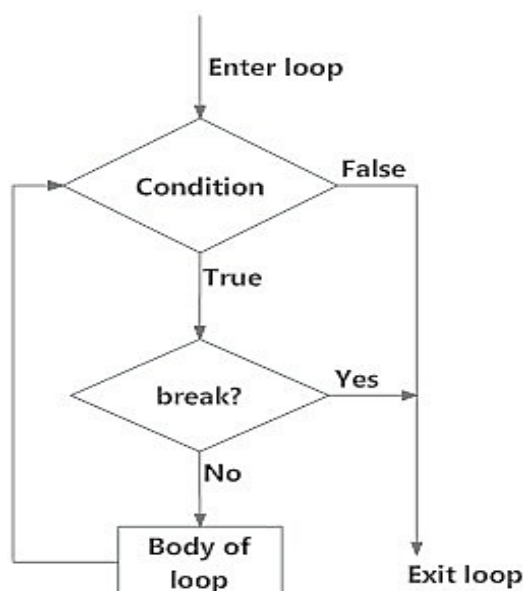 Enter loop
Condition
False
True
break?
Yes
No
Body of
loop
Exit loop